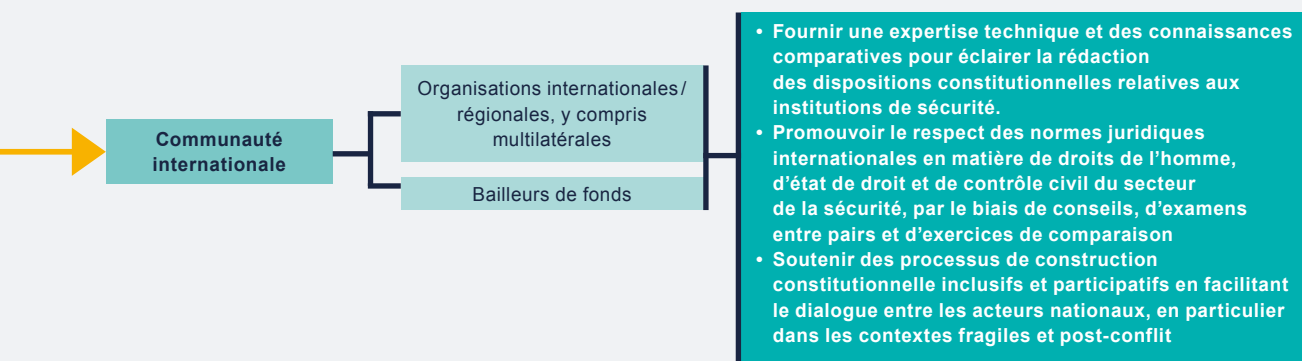 Communauté
internationale
Organisations internationales/
régionales, y compris
multilatérales
Bailleurs de fonds
• Fournir une expertise technique et des connaissances
comparatives pour éclairer la rédaction
des dispositions constitutionnelles relatives aux
institutions de sécurité.
• Promouvoir le respect des normes juridiques
internationales en matière de droits de l’homme,
d’état de droit et de contrôle civil du secteur
de la sécurité, par le biais de conseils, d’examens
entre pairs et d’exercices de comparaison
• Soutenir des processus de construction
constitutionnelle inclusifs et participatifs en facilitant
le dialogue entre les acteurs nationaux, en particulier
dans les contextes fragiles et post-conflit